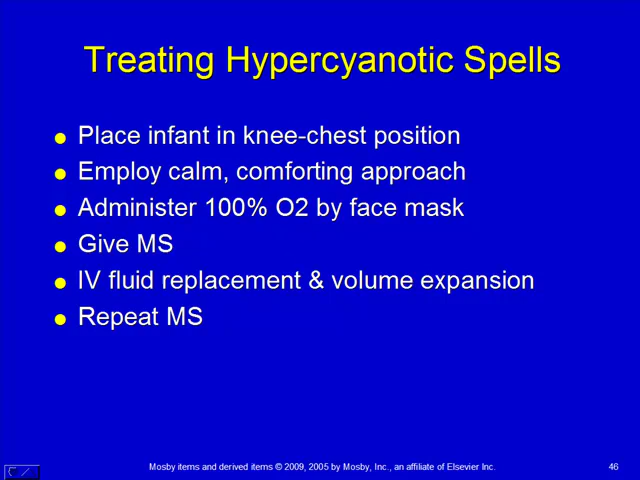 Treating Hypercyanotic Spells
Place infant in knee-chest position
Employ calm, comforting approach
Administer 100% O2 by face mask
Give MS
IV fluid replacement & volume expansion
Repeat MS
Mosby items and derived items © 2009, 2005 by Mosby, Inc., an affiliate of Elsevier Inc.
46